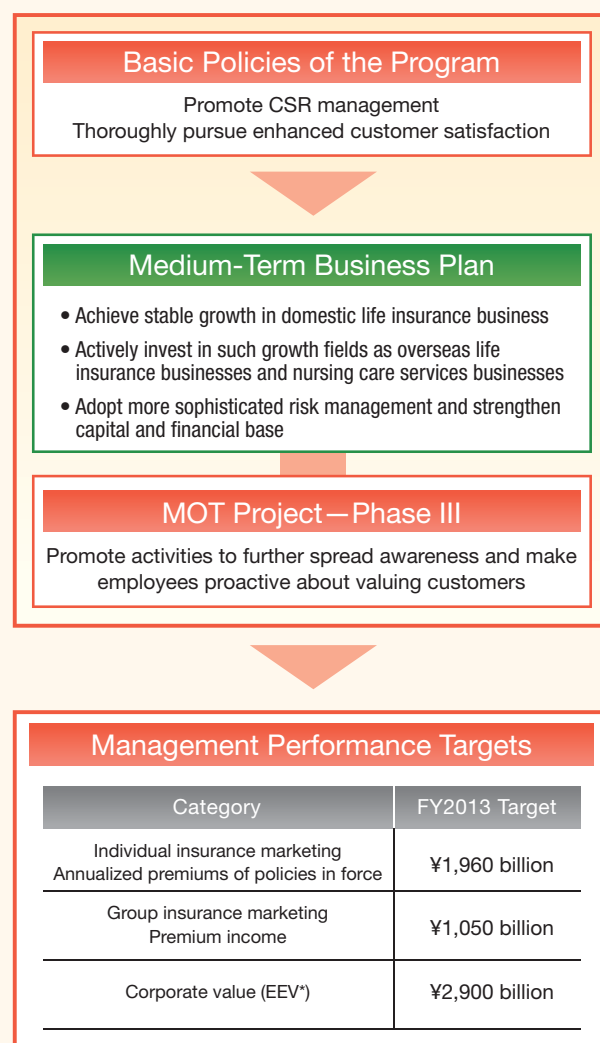 Basic Policies of the Program
Promote CSR management
Thoroughly pursue enhanced customer satisfaction
Medium-Term Business Plan
• Achieve stable growth in domestic life insurance business
• Actively invest in such growth fields as overseas life
insurance businesses and nursing care services businesses
• Adopt more sophisticated risk management and strengthen
capital and financial base
MOT Project—Phase III
Promote activities to further spread awareness and make
employees proactive about valuing customers
Management Performance Targets
Category FY2013 Target
Individual insurance marketing
Annualized premiums of policies in force ¥1,960 billion
Group insurance marketing
Premium income ¥1,050 billion
Corporate value (EEV*) ¥2,900 billion